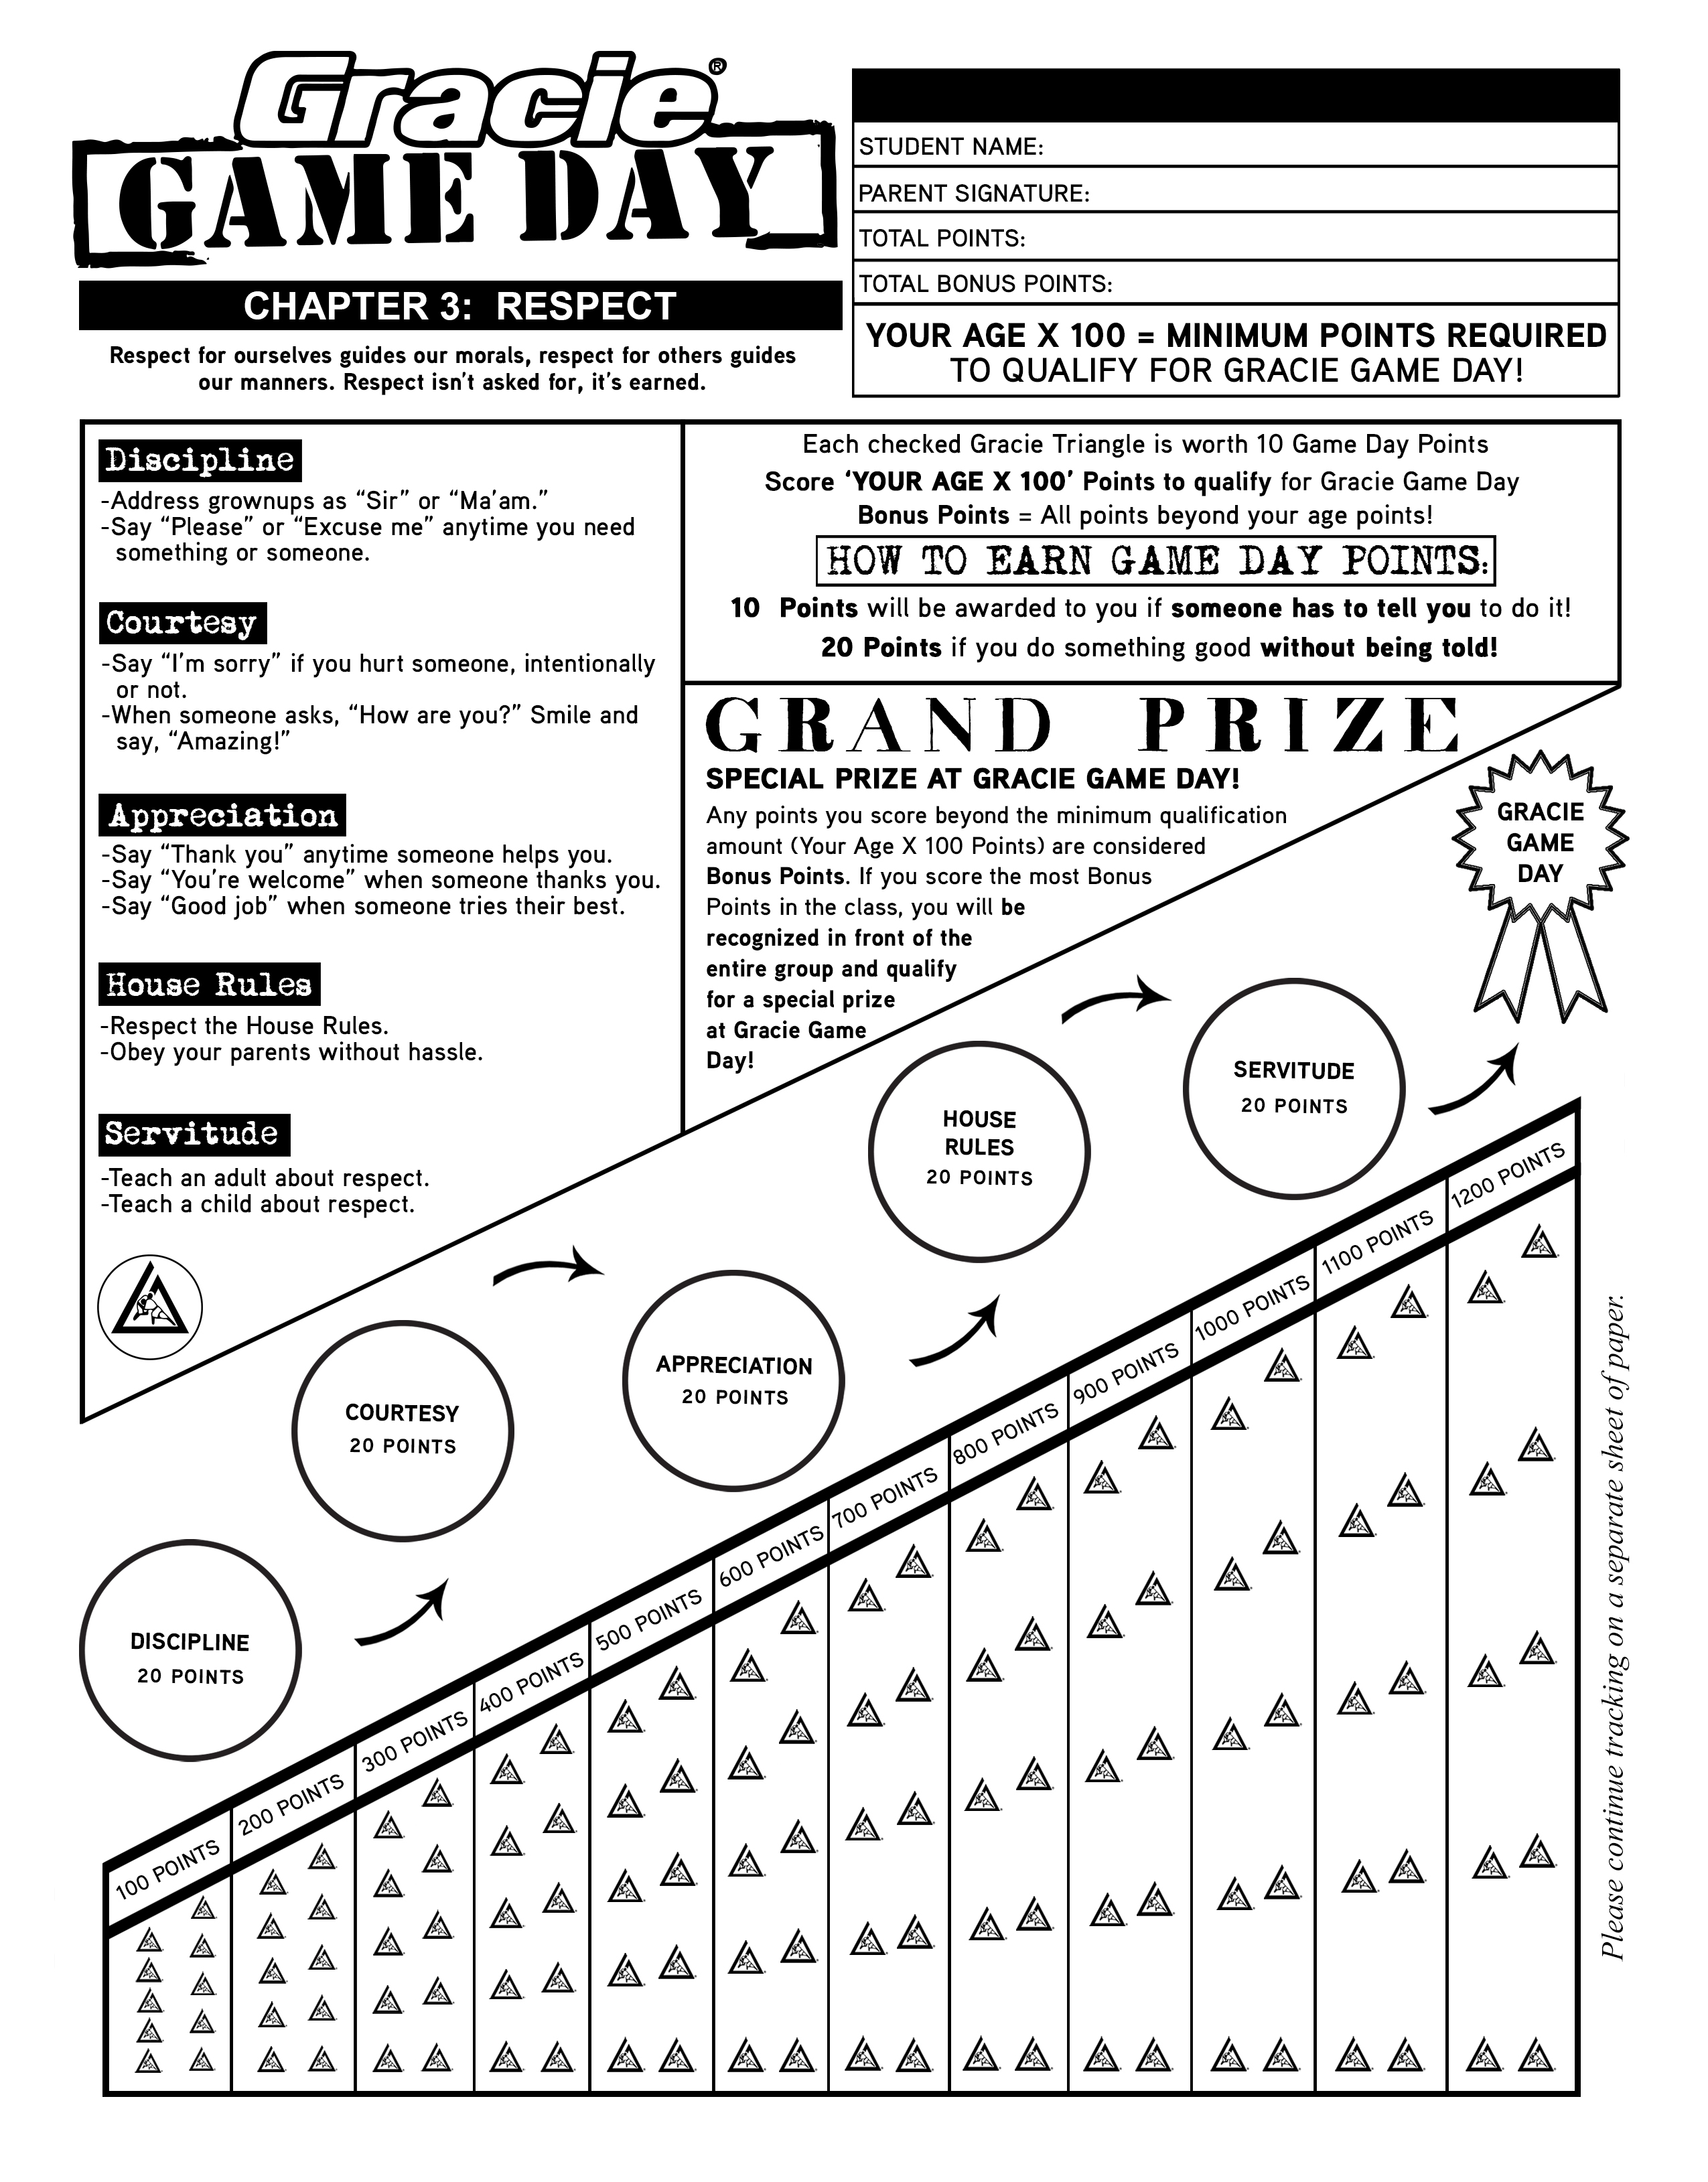 Gracie®
GAME DAY
CHAPTER 3: RESPECT
Respect for ourselves guides our morals, respect for others guides
our manners. Respect isn't asked for, it's earned.
STUDENT NAME:
PARENT SIGNATURE:
TOTAL POINTS:
TOTAL BONUS POINTS:
YOUR AGE X 100 = MINIMUM POINTS REQUIRED
TO QUALIFY FOR GRACIE GAME DAY!
Discipline
-Address grownups as “Sir” or “Ma’am.”
-Say “Please” or “Excuse me” anytime you need
something or someone.
Courtesy
-Say “I’m sorry” if you hurt someone, intentionally
or not.
-When someone asks, “How are you?” Smile and
say, “Amazing!”
Appreciation
-Say “Thank you” anytime someone helps you.
-Say “You’re welcome” when someone thanks you.
-Say “Good job” when someone tries their best.
House Rules
-Respect the House Rules.
-Obey your parents without hassle.
Servitude
-Teach an adult about respect.
-Teach a child about respect.
Each checked Gracie Triangle is worth 10 Game Day Points
Score ‘YOUR AGE X 100’ Points to qualify for Gracie Game Day
Bonus Points = All points beyond your age points!
HOW TO EARN GAME DAY POINTS:
10 Points will be awarded to you if someone has to tell you to do it!
20 Points if you do something good without being told!
GRAND PRIZE
SPECIAL PRIZE AT GRACIE GAME DAY!
Any points you score beyond the minimum qualification
amount (Your Age X 100 Points) are considered
Bonus Points. If you score the most Bonus
Points in the class, you will be
recognized in front of the
entire group and qualify
for a special prize
at Gracie Game
Day!
GRACIE
GAME
DAY
DISCIPLINE
20 POINTS
COURTESY
20 POINTS
APPRECIATION
20 POINTS
HOUSE
RULES
20 POINTS
SERVITUDE
20 POINTS
100 POINTS
200 POINTS
300 POINTS
400 POINTS
500 POINTS
600 POINTS
700 POINTS
800 POINTS
900 POINTS
1000 POINTS
1100 POINTS
1200 POINTS
Please continue tracking on a separate sheet of paper.